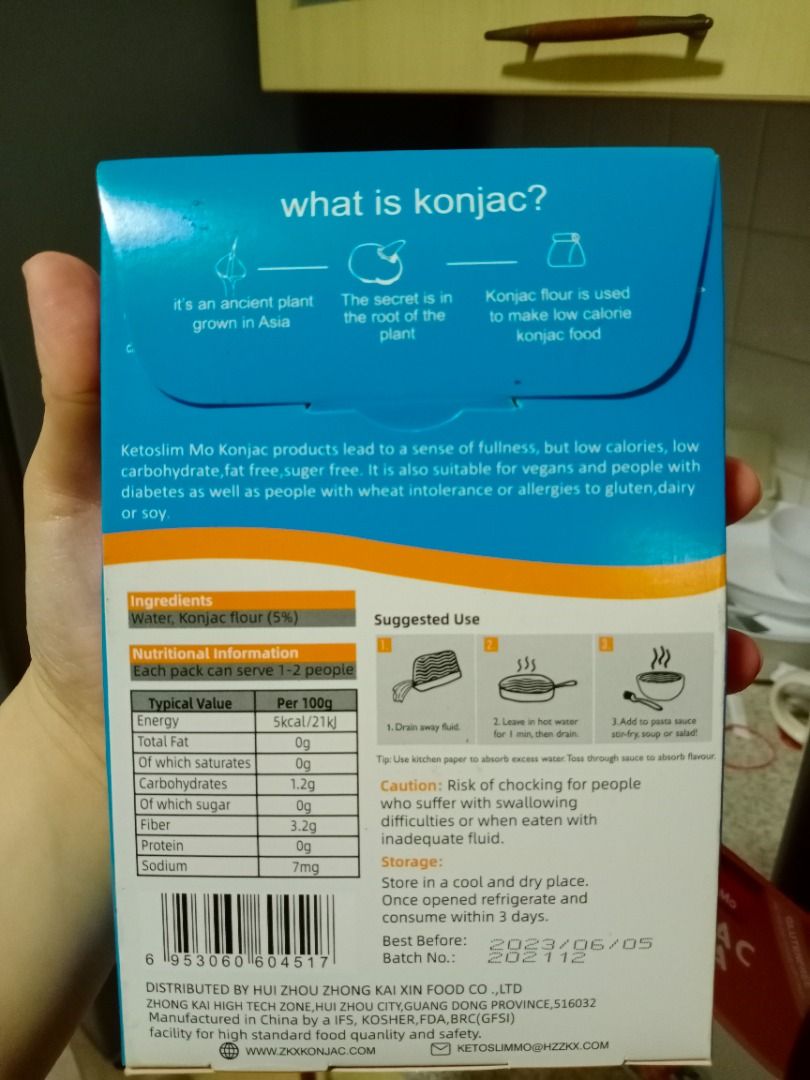 what is konjac?
it's an ancient plant
grown in Asia
The secret is in
the root of the
plant
Konjac flour is used
to make low calorie
konjac food
Ketoslim Mo Konjac products lead to a sense of fullness, but low calories, low
carbohydrate,fat free,suger free. It is also suitable for vegans and people with
diabetes as well as people with wheat intolerance or allergies to gluten,dairy
or soy.
Ingredients
Water, Konjac flour (5%)
Nutritional Information
Each pack can serve 1-2 people
Typical Value Per 100g
Energy 5kcal/21kJ
Total Fat 0g
Of which saturates 0g
Carbohydrates 1.2g
Of which sugar 0g
Fiber 3.2g
Protein 0g
Sodium 7mg
6 953060 604517
Suggested Use
1.
2.
3.
1. Drain away fluid.
2. Leave in hot water
for 1 min, then drain.
3.Add to pasta sauce
stir-fry, soup or salad!
Tip: Use kitchen paper to absorb excess water. Toss through sauce to absorb flavour.
Caution: Risk of chocking for people
who suffer with swallowing
difficulties or when eaten with
inadequate fluid.
Storage:
Store in a cool and dry place.
Once opened refrigerate and
consume within 3 days.
Best Before: 2023/06/05
Batch No.: 202112
DISTRIBUTED BY HUI ZHOU ZHONG KAI XIN FOOD CO .,LTD
ZHONG KAI HIGH TECH ZONE,HUI ZHOU CITY,GUANG DONG PROVINCE,516032
Manufactured in China by a IFS, KOSHER,FDA,BRC(GFSI)
facility for high standard food quanlity and safety.
WWW.ZKXKONJAC.COM
KETOSLIMMO@HZZKX.COM